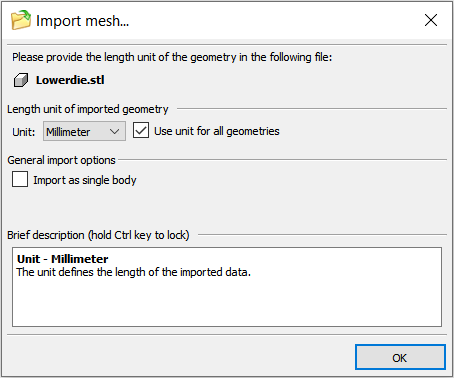 Import mesh...
Please provide the length unit of the geometry in the following file:
Lowerdie.stl
Length unit of imported geometry
Unit: Millimeter Use unit for all geometries
General import options
Import as single body
Brief description (hold Ctrl key to lock)
Unit - Millimeter
The unit defines the length of the imported data.
OK